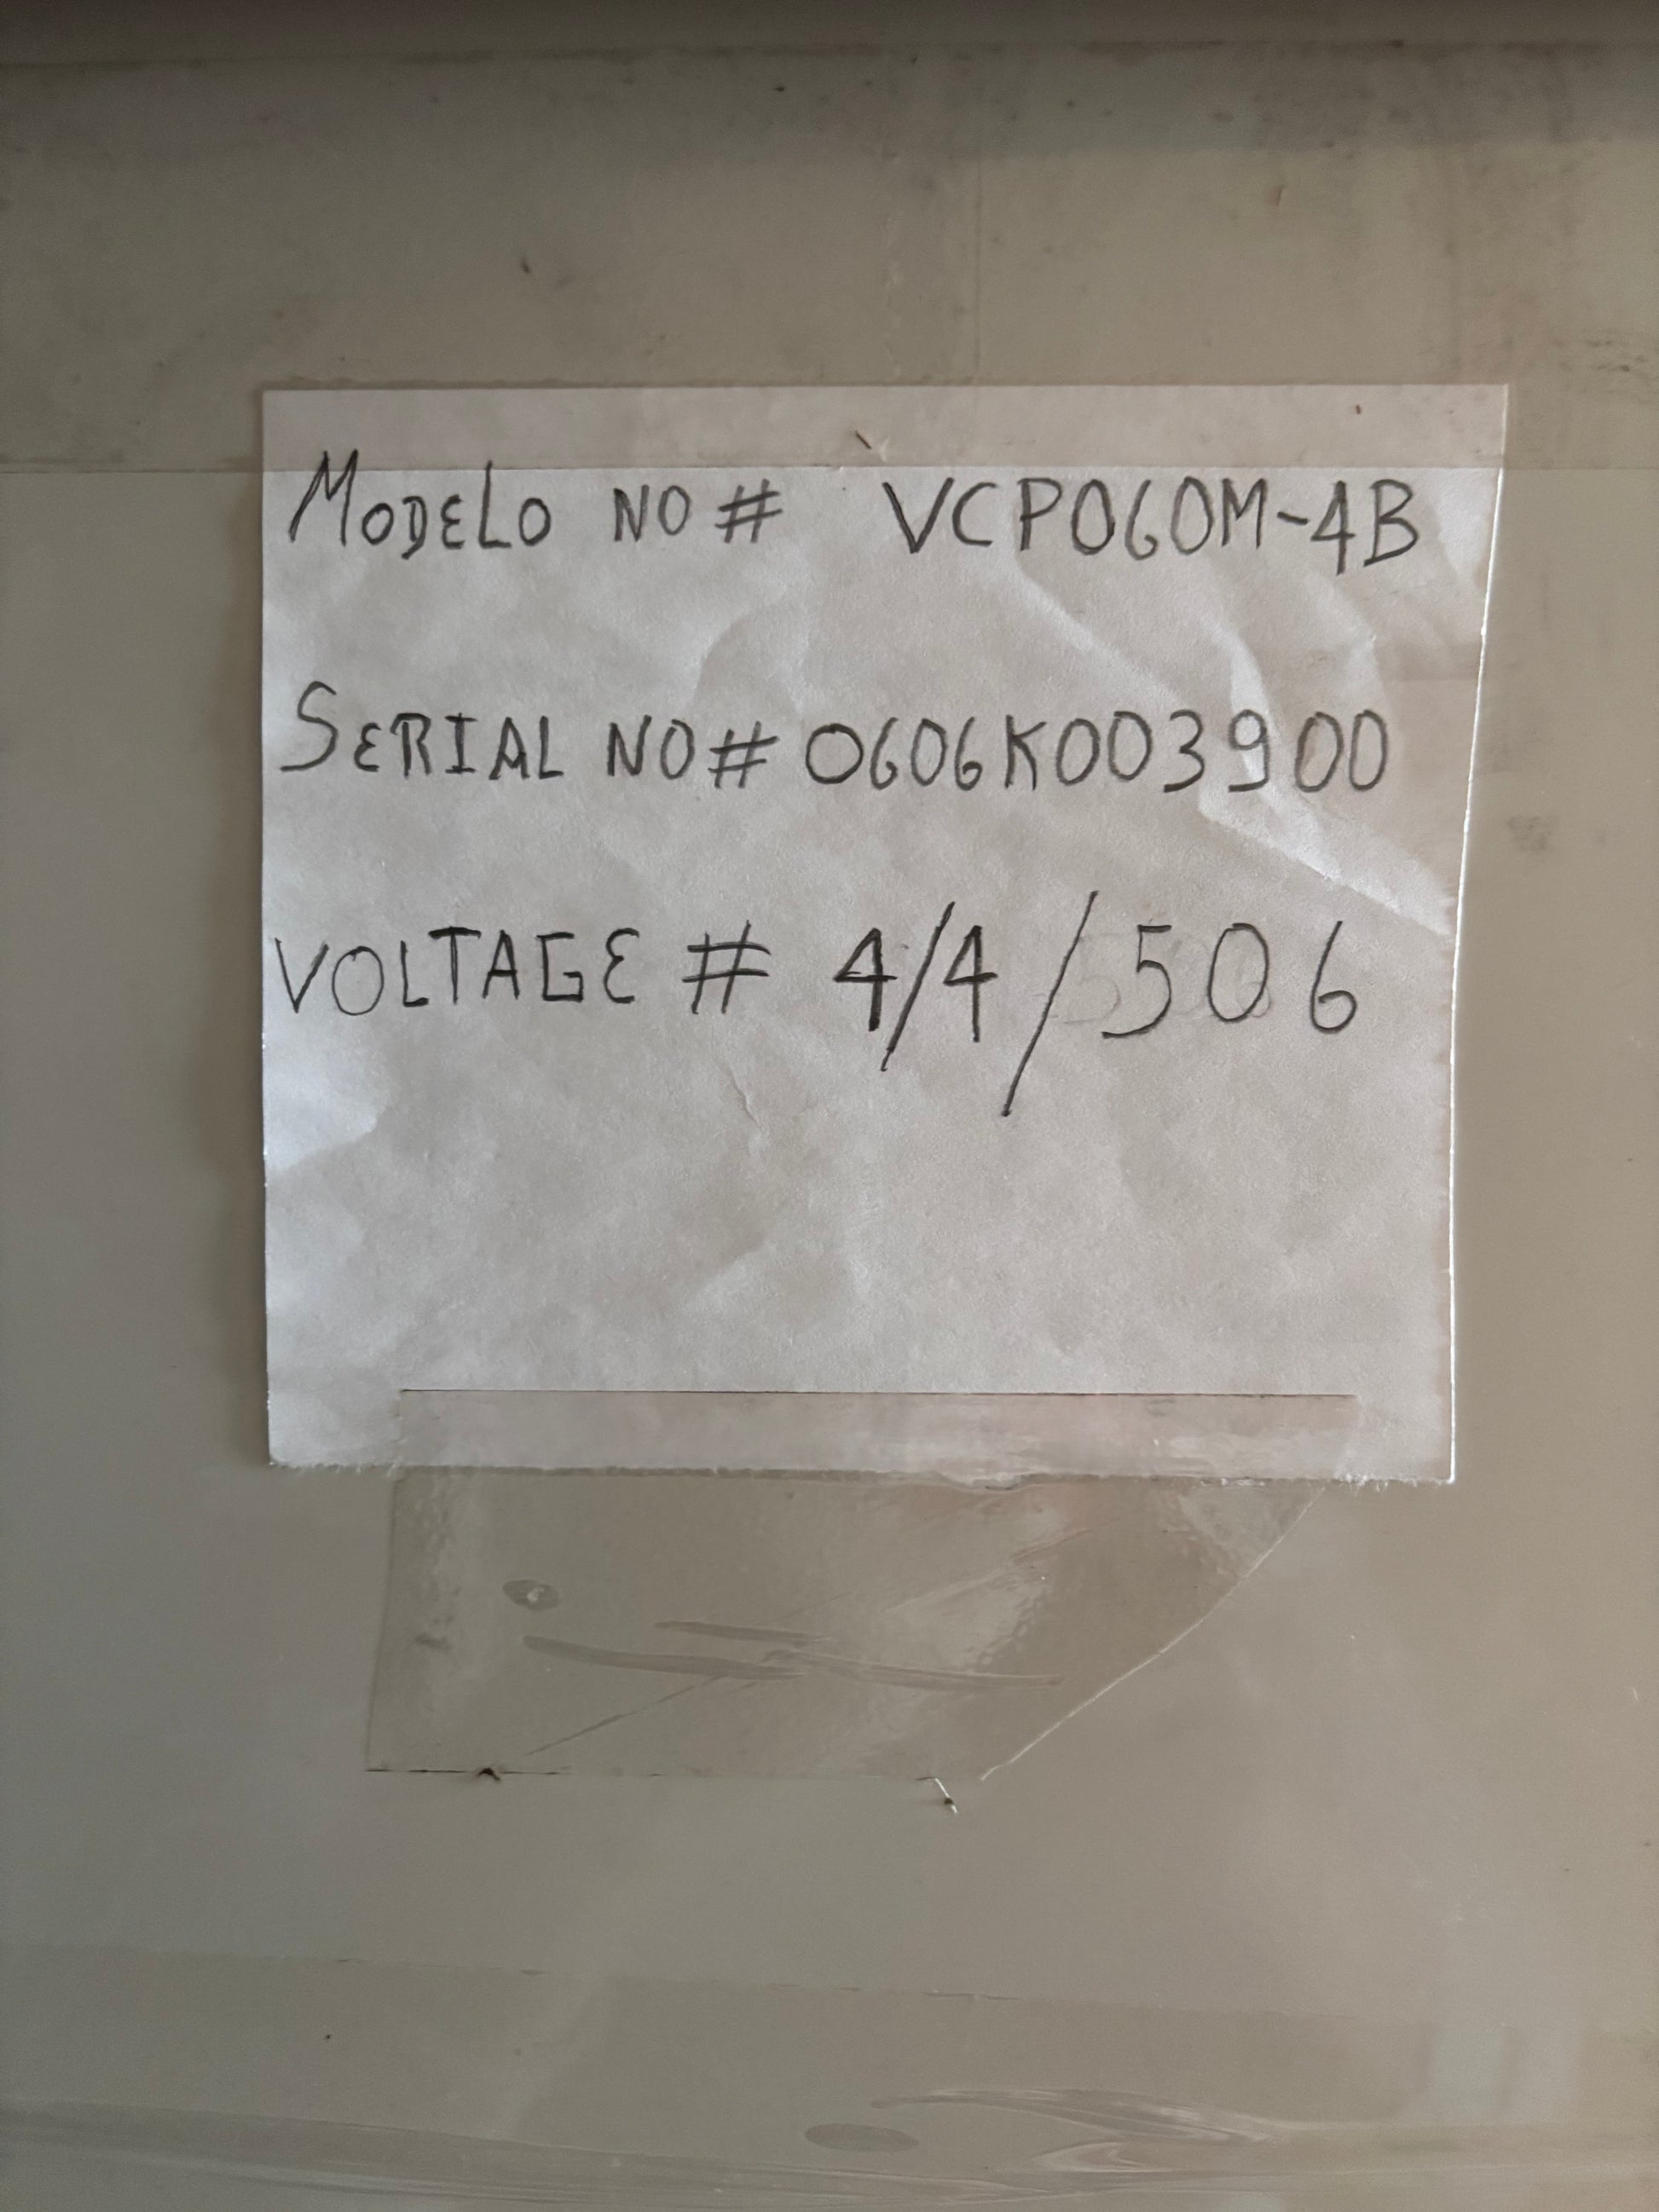 MODELO NO# VCP060M-4B
SERIAL NO# 0606K003900
VOLTAGE # 4/4/506